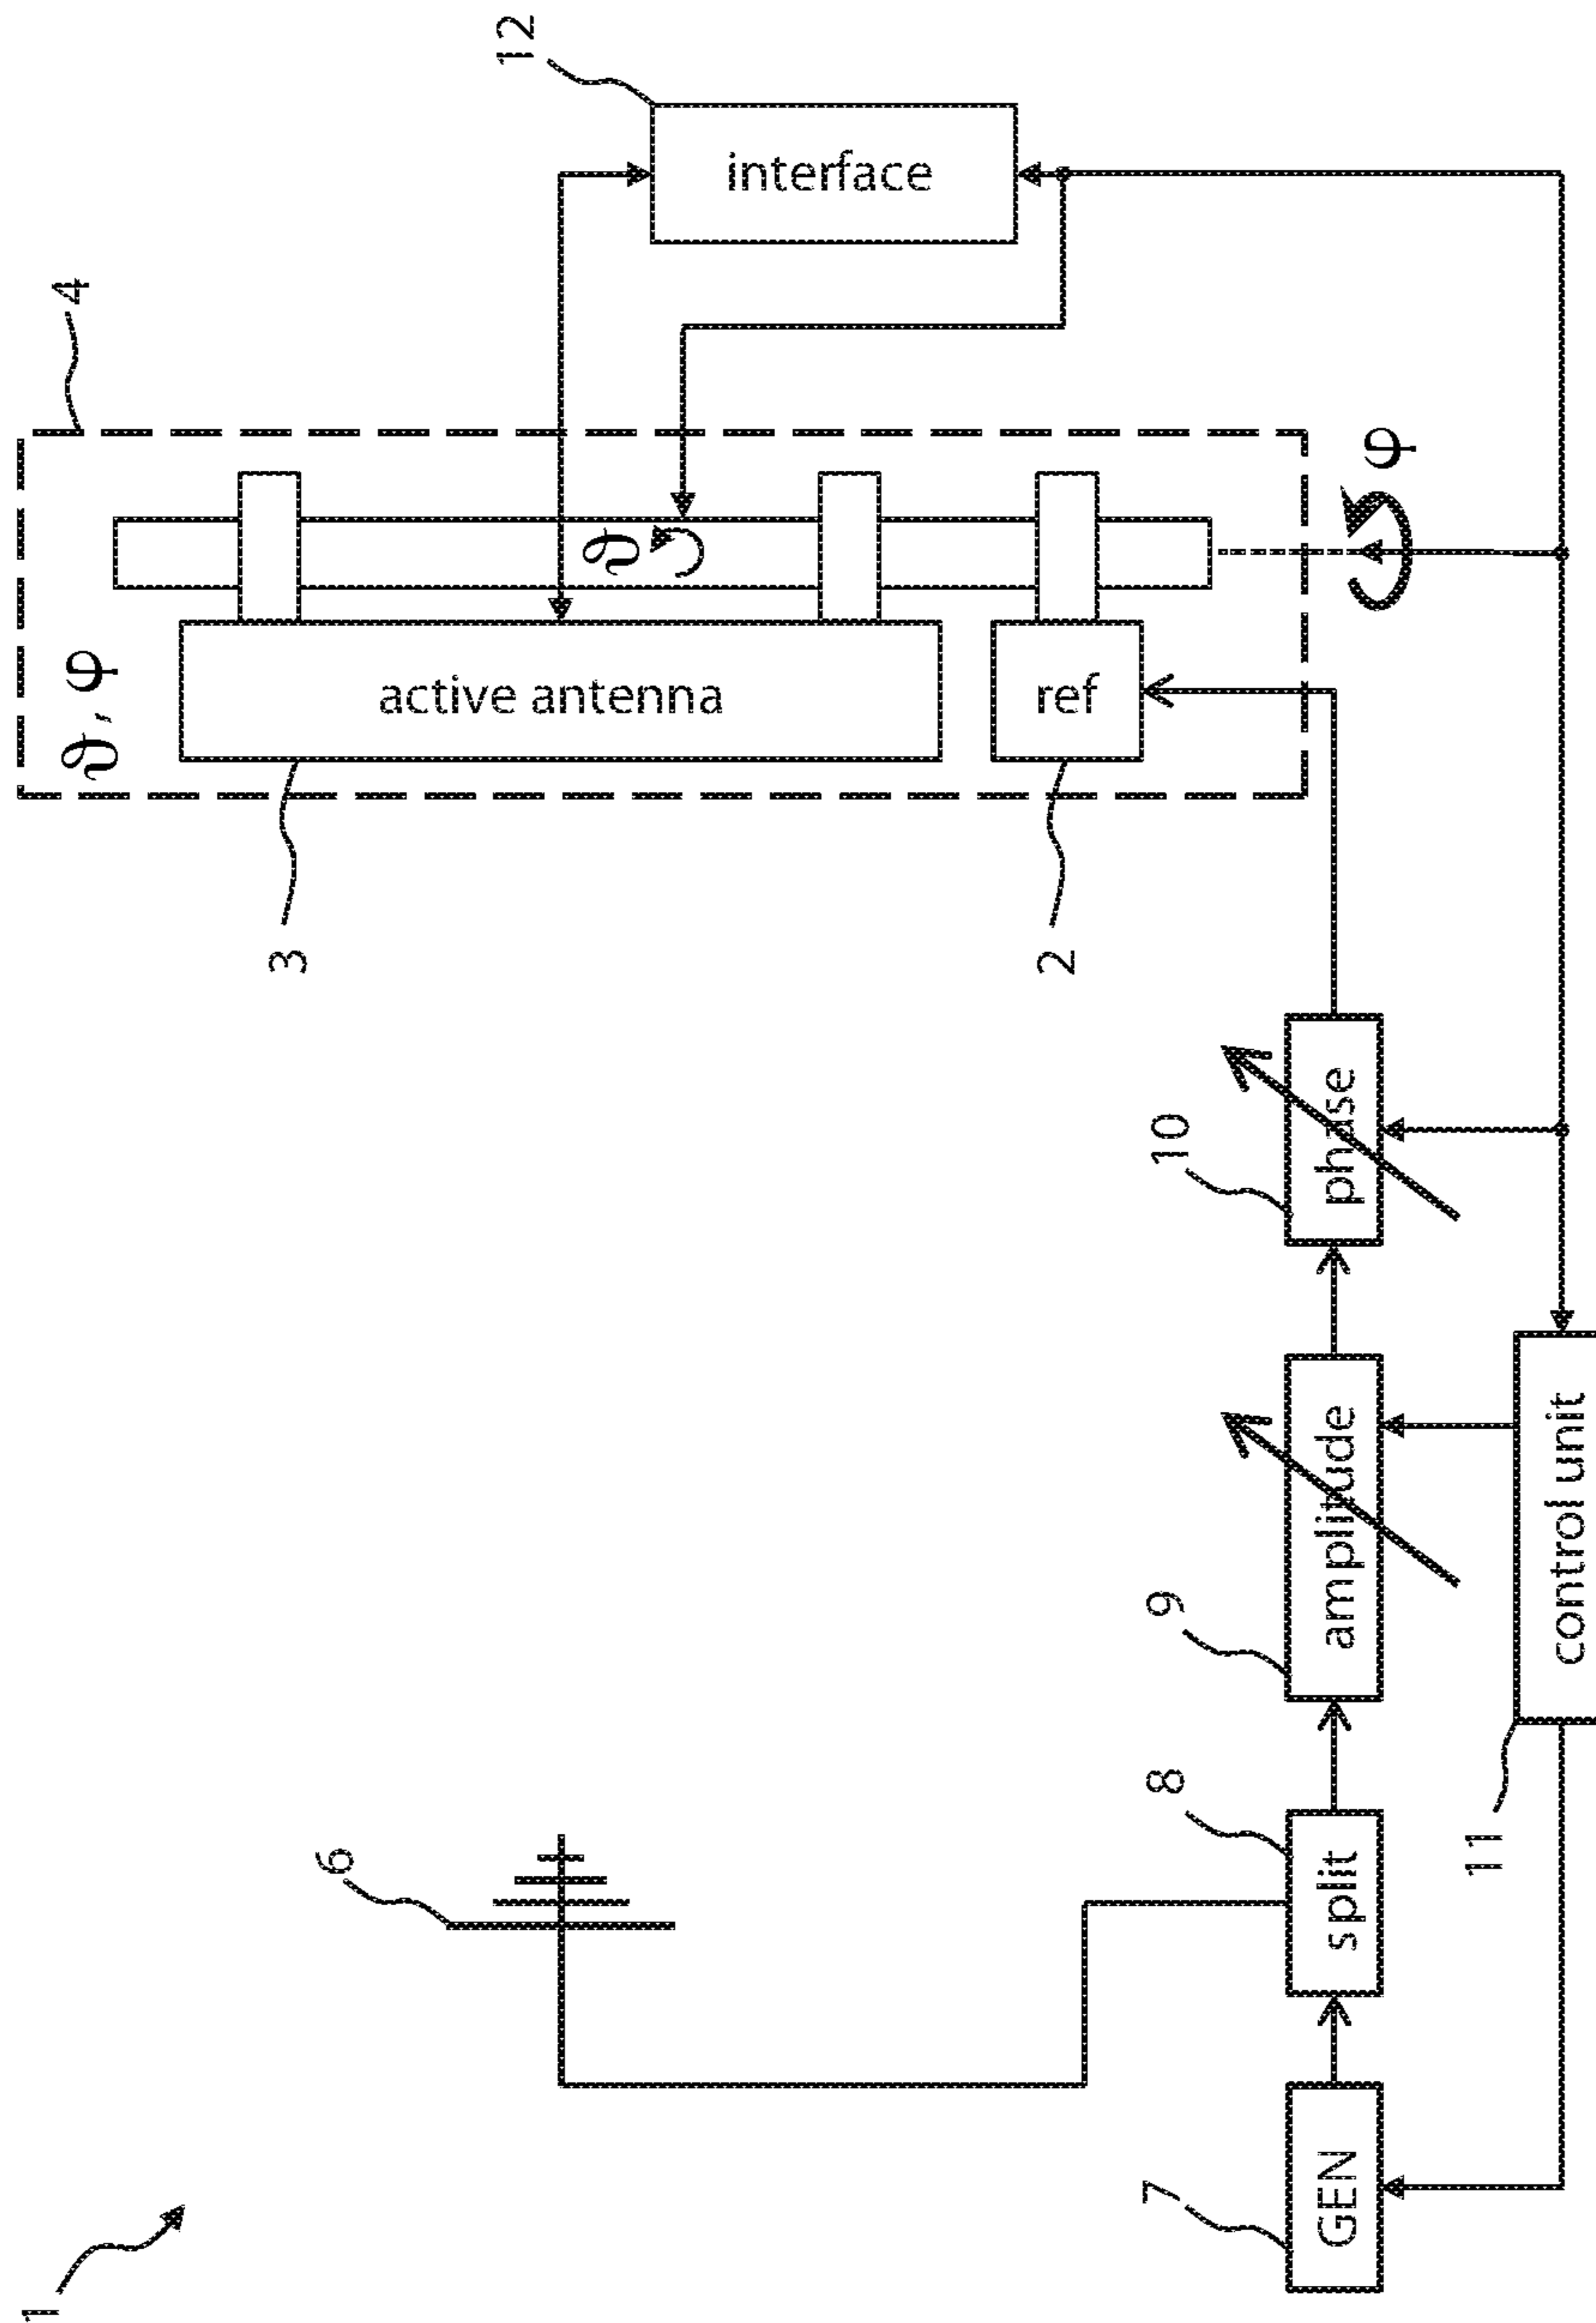 1
4
ϑ, φ
12
interface
active antenna
ϑ
ref
φ
3
2
6
7
GEN
8
split
9
amplitude
10
phase
11
control unit